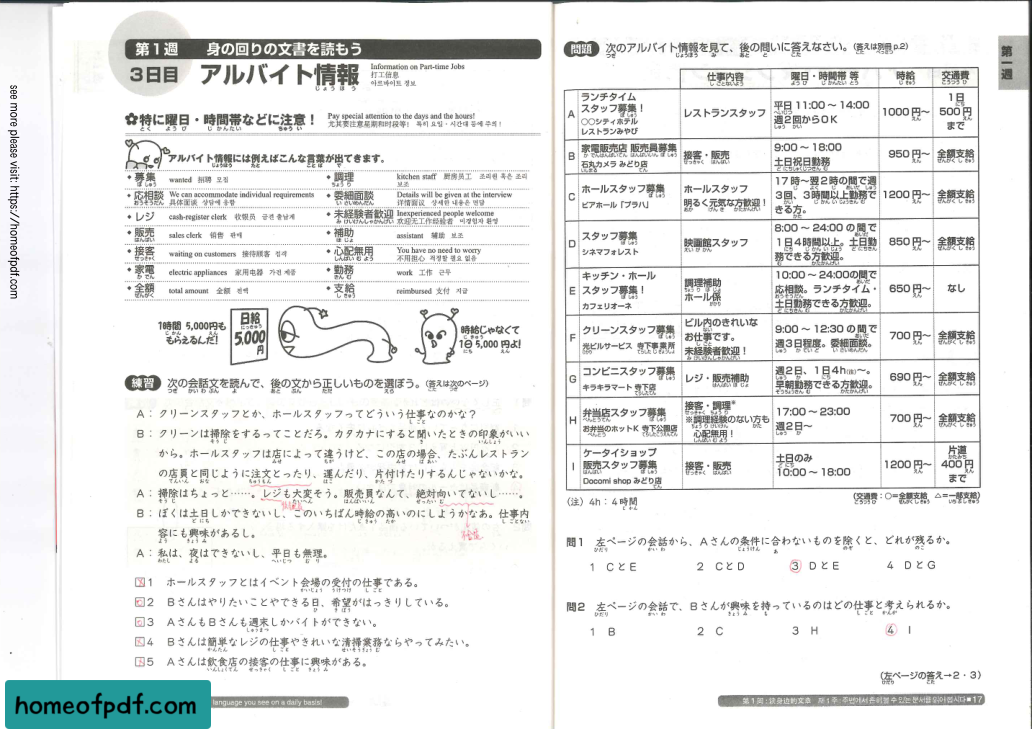 see more please visit: https://homeofpdf.com
第1週 身の回りの文書を読もう
3日目 アルバイト情報
じょうほう
Information on Part-time Jobs
打工信息
아르바이트 정보
✿特に曜日・時間帯などに注意！
とく ようび じかんたい ちゅうい
Pay special attention to the days and the hours!
尤其要注意星期和时段等！ 특히 요일・시간대 등에 주의！
アルバイト情報には例えばこんな言葉が出てきます。
◆募集 wanted 招聘 모집
◆応相談 We can accommodate individual requirements
具体面谈 상담에 응함
◆レジ cash-register clerk 收银员 금전 출납계
◆販売 sales clerk 销售 판매
◆接客 waiting on customers 接待顾客 접객
◆家電 electric appliances 家用电器 가전 제품
◆全額 total amount 全额 전액
◆調理 kitchen staff 厨房员工 조리원 혹은 조리 보조
◆委細面談 Details will be given at the interview
详情面议 상세한 내용은 면담
◆未経験者歓迎 Inexperienced people welcome
欢迎无工作经验者 미경험자 환영
◆補助 assistant 辅助 보조
◆心配無用 You have no need to worry
不用担心 걱정할 필요 없음
◆勤務 work 工作 근무
◆支給 reimbursed 支付 지급
1時間 5,000円も
もらえるんだ！
日給
5,000
円
時給じゃなくて
1日 5,000 円よ！
練習 次の会話文を読んで、後の文から正しいものを選ぼう。（答えは次のページ）
A：クリーンスタッフとか、ホールスタッフってどういう仕事なのかな？
B：クリーンは掃除をするってことだろ。カタカナにすると聞いたときの印象がいい
から。ホールスタッフは店によって違うけど、この店の場合、たぶんレストラン
の店員と同じように注文とったり、運んだり、片付けたりするんじゃないかな。
A：掃除はちょっと……。レジも大変そう。販売員なんて、絶対向いてないし……。
B：ぼくは土日しかできないし、このいちばん時給の高いのにしようかなあ。仕事内
容にも興味があるし。
A：私は、夜はできないし、平日も無理。
1 ホールスタッフとはイベント会場の受付の仕事である。
2 Bさんはやりたいことやできる日、希望がはっきりしている。
3 AさんもBさんも週末しかバイトができない。
4 Bさんは簡単なレジの仕事やきれいな清掃業務ならやってみたい。
5 Aさんは飲食店の接客の仕事に興味がある。
language you see on a daily basis!
homeofpdf.com
問題 次のアルバイト情報を見て、後の問いに答えなさい。（答えは別冊 p.2）
第一週
仕事内容 曜日・時間帯 等 時給 交通費
A ランチタイム スタッフ募集！ ○○シティホテル レストランみやび レストランスタッフ 平日 11:00～14:00 週2回からOK 1000円～ 1日 500円 まで
B 家電販売店 販売員募集 石丸カメラ みどり店 接客・販売 9:00～18:00 土日祝日勤務 950円～ 全額支給
C ホールスタッフ募集 ビアホール「ブラハ」 ホールスタッフ 明るく元気な方歓迎！ 17時～翌2時の間で週3回、3時間以上勤務できる方。 1200円～ 全額支給
D スタッフ募集 シネマフォレスト 映画館スタッフ 8:00～24:00の間で1日4時間以上。土日勤務できる方歓迎。 850円～ 全額支給
E キッチン・ホール スタッフ募集！ カフェリオーネ 調理補助 ホール係 10:00～24:00の間で応相談。ランチタイム・土日勤務できる方歓迎。 650円～ なし
F クリーンスタッフ募集 光ビルサービス 寺下事業所 ビル内のきれいなお仕事です。 未経験者歓迎！ 9:00～12:30の間で週3日程度。委細面談。 700円～ 全額支給
G コンビニスタッフ募集 キラキラマート 寺下店 レジ・販売補助 週2日、1日4h(注)～。早朝勤務できる方歓迎。 690円～ 全額支給
H 弁当店スタッフ募集 お弁当のホットK 寺下公園店 接客・調理※ ※調理経験のない方も心配無用！ 17:00～23:00 週2日～ 700円～ 全額支給
I ケータイショップ 販売スタッフ募集 Docomi shop みどり店 接客・販売 土日のみ 10:00～18:00 1200円～ 片道 400円 まで
（注）4h：4時間
（交通費：○=全額支給 △=一部支給）
問1 左ページの会話から、Aさんの条件に合わないものを除くと、どれが残るか。
1 CとE 2 CとD 3 DとE 4 DとG
問2 左ページの会話で、Bさんが興味を持っているのはどの仕事と考えられるか。
1 B 2 C 3 H 4 I
（左ページの答え→2・3）
17